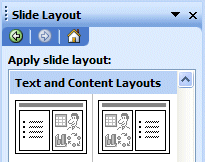 Slide Layout
Apply slide layout:
Text and Content Layouts